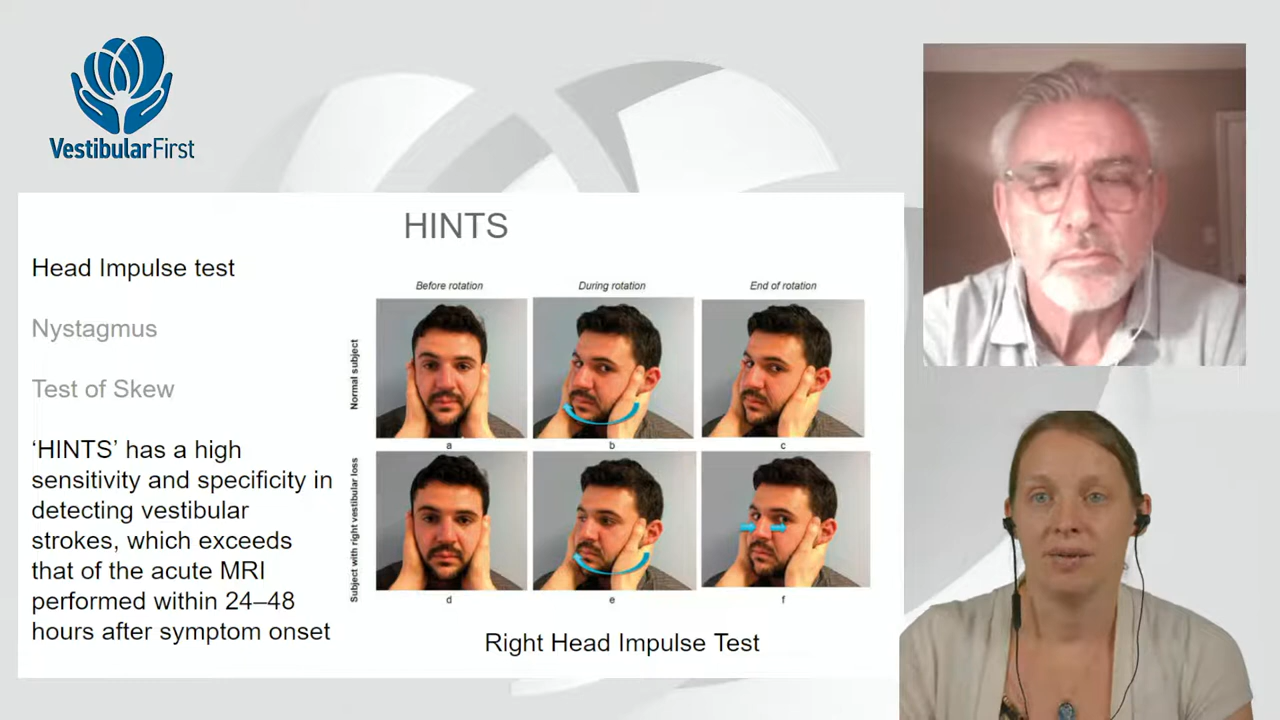 VestibularFirst
HINTS
Head Impulse test
Nystagmus
Test of Skew
‘HINTS’ has a high
sensitivity and specificity in
detecting vestibular
strokes, which exceeds
that of the acute MRI
performed within 24–48
hours after symptom onset
Before rotation
During rotation
End of rotation
Normal subject
a
b
c
Subject with right vestibular loss
d
e
f
Right Head Impulse Test